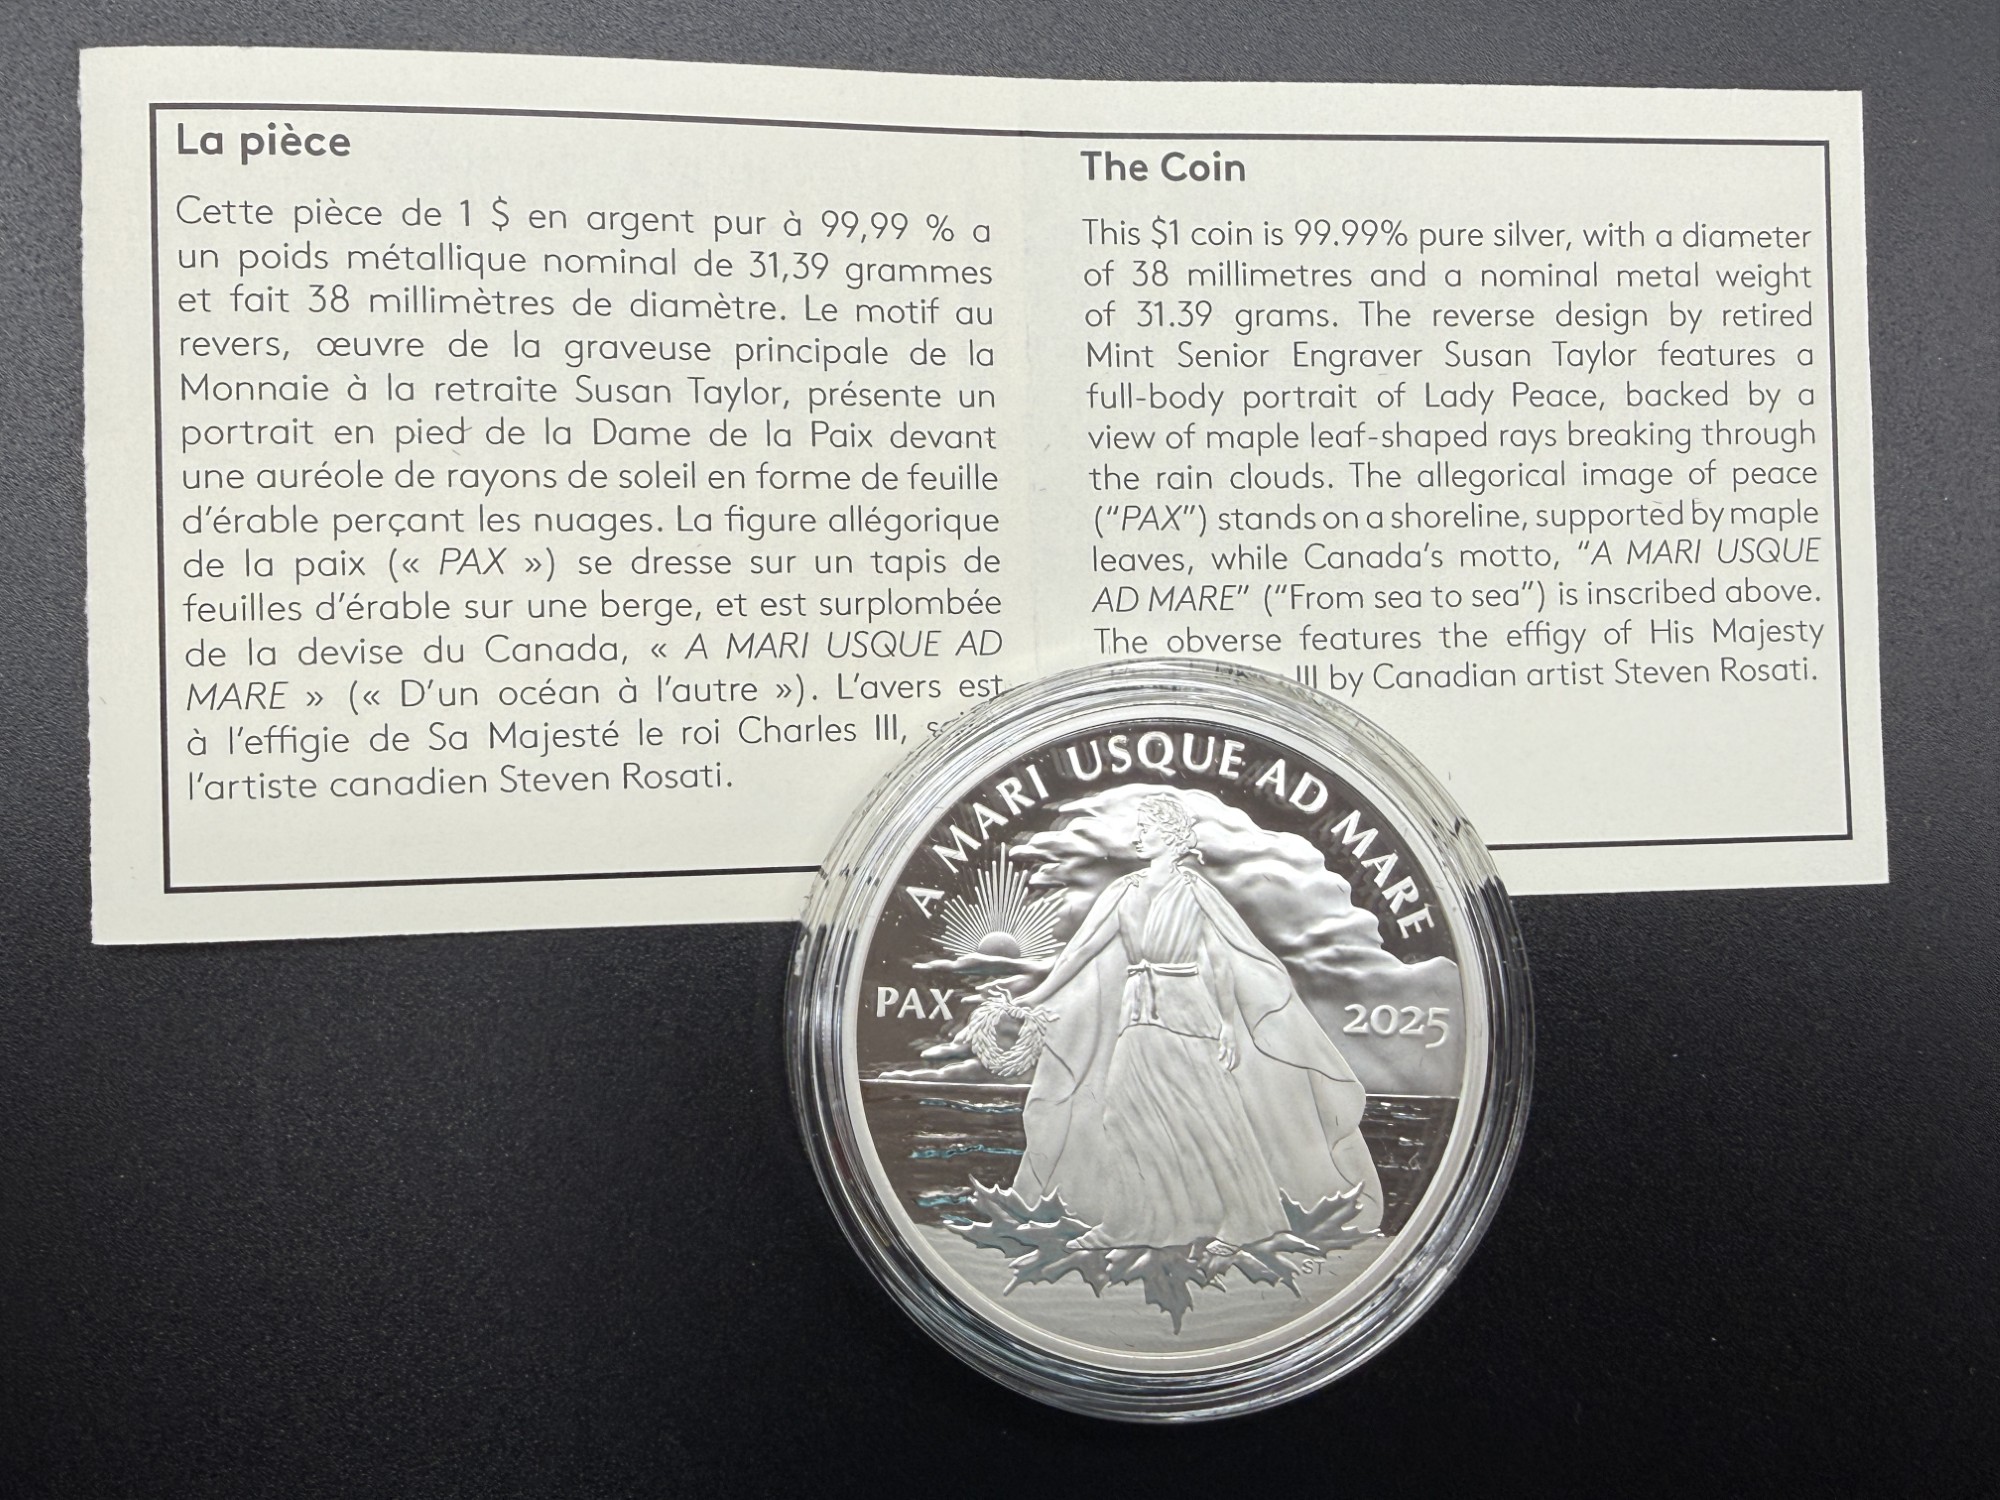 La pièce
Cette pièce de 1 $ en argent pur à 99,99 % a
un poids métallique nominal de 31,39 grammes
et fait 38 millimètres de diamètre. Le motif au
revers, œuvre de la graveuse principale de la
Monnaie à la retraite Susan Taylor, présente un
portrait en pied de la Dame de la Paix devant
une auréole de rayons de soleil en forme de feuille
d'érable perçant les nuages. La figure allégorique
de la paix (« PAX ») se dresse sur un tapis de
feuilles d'érable sur une berge, et est surplombée
de la devise du Canada, « A MARI USQUE AD
MARE » (« D'un océan à l'autre »). L'avers est
à l'effigie de Sa Majesté le roi Charles III,
l'artiste canadien Steven Rosati.
The Coin
This $1 coin is 99.99% pure silver, with a diameter
of 38 millimetres and a nominal metal weight
of 31.39 grams. The reverse design by retired
Mint Senior Engraver Susan Taylor features a
full-body portrait of Lady Peace, backed by a
view of maple leaf-shaped rays breaking through
the rain clouds. The allegorical image of peace
("PAX") stands on a shoreline, supported by maple
leaves, while Canada's motto, "A MARI USQUE
AD MARE" ("From sea to sea") is inscribed above.
The obverse features the effigy of His Majesty
III by Canadian artist Steven Rosati.
A MARI USQUE AD MARE
PAX
2025
ST